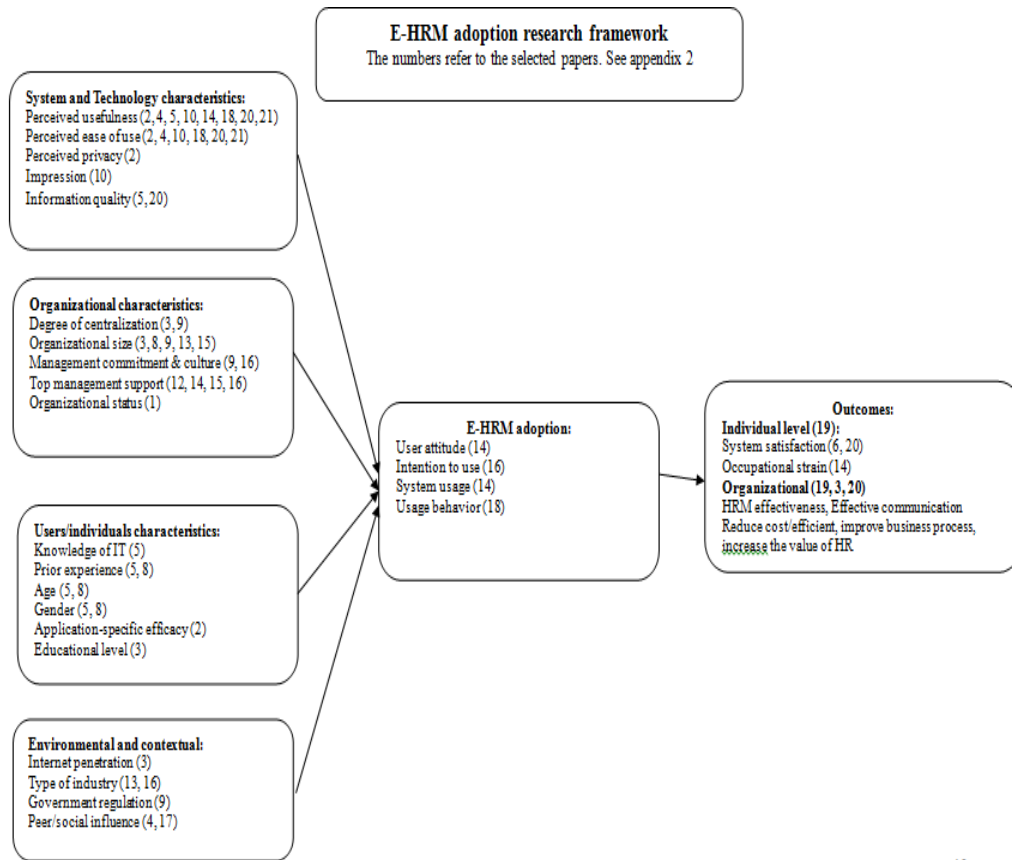 E-HRM adoption research framework
The numbers refer to the selected papers. See appendix 2
System and Technology characteristics:
Perceived usefulness (2, 4, 5, 10, 14, 18, 20, 21)
Perceived ease of use (2, 4, 10, 18, 20, 21)
Perceived privacy (2)
Impression (10)
Information quality (5, 20)
Organizational characteristics:
Degree of centralization (3, 9)
Organizational size (3, 8, 9, 13, 15)
Management commitment & culture (9, 16)
Top management support (12, 14, 15, 16)
Organizational status (1)
Users/individuals characteristics:
Knowledge of IT (5)
Prior experience (5, 8)
Age (5, 8)
Gender (5, 8)
Application-specific efficacy (2)
Educational level (3)
Environmental and contextual:
Internet penetration (3)
Type of industry (13, 16)
Government regulation (9)
Peer/social influence (4, 17)
E-HRM adoption:
User attitude (14)
Intention to use (16)
System usage (14)
Usage behavior (18)
Outcomes:
Individual level (19):
System satisfaction (6, 20)
Occupational strain (14)
Organizational (19, 3, 20)
HRM effectiveness, Effective communication
Reduce cost/efficient, improve business process,
increase the value of HR